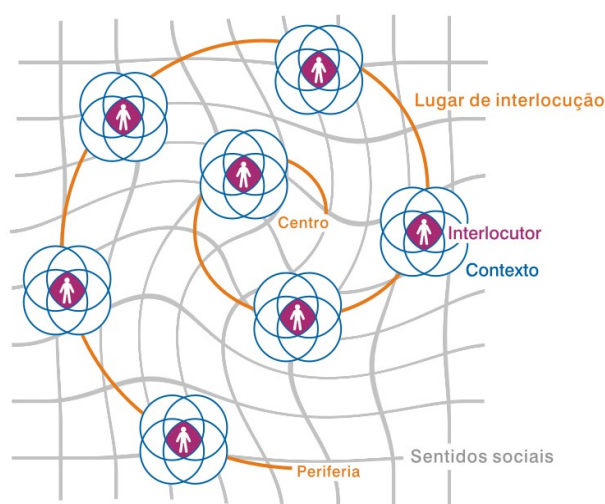 Lugar de interlocução
Centro
Interlocutor
Contexto
Sentidos sociais
Periferia